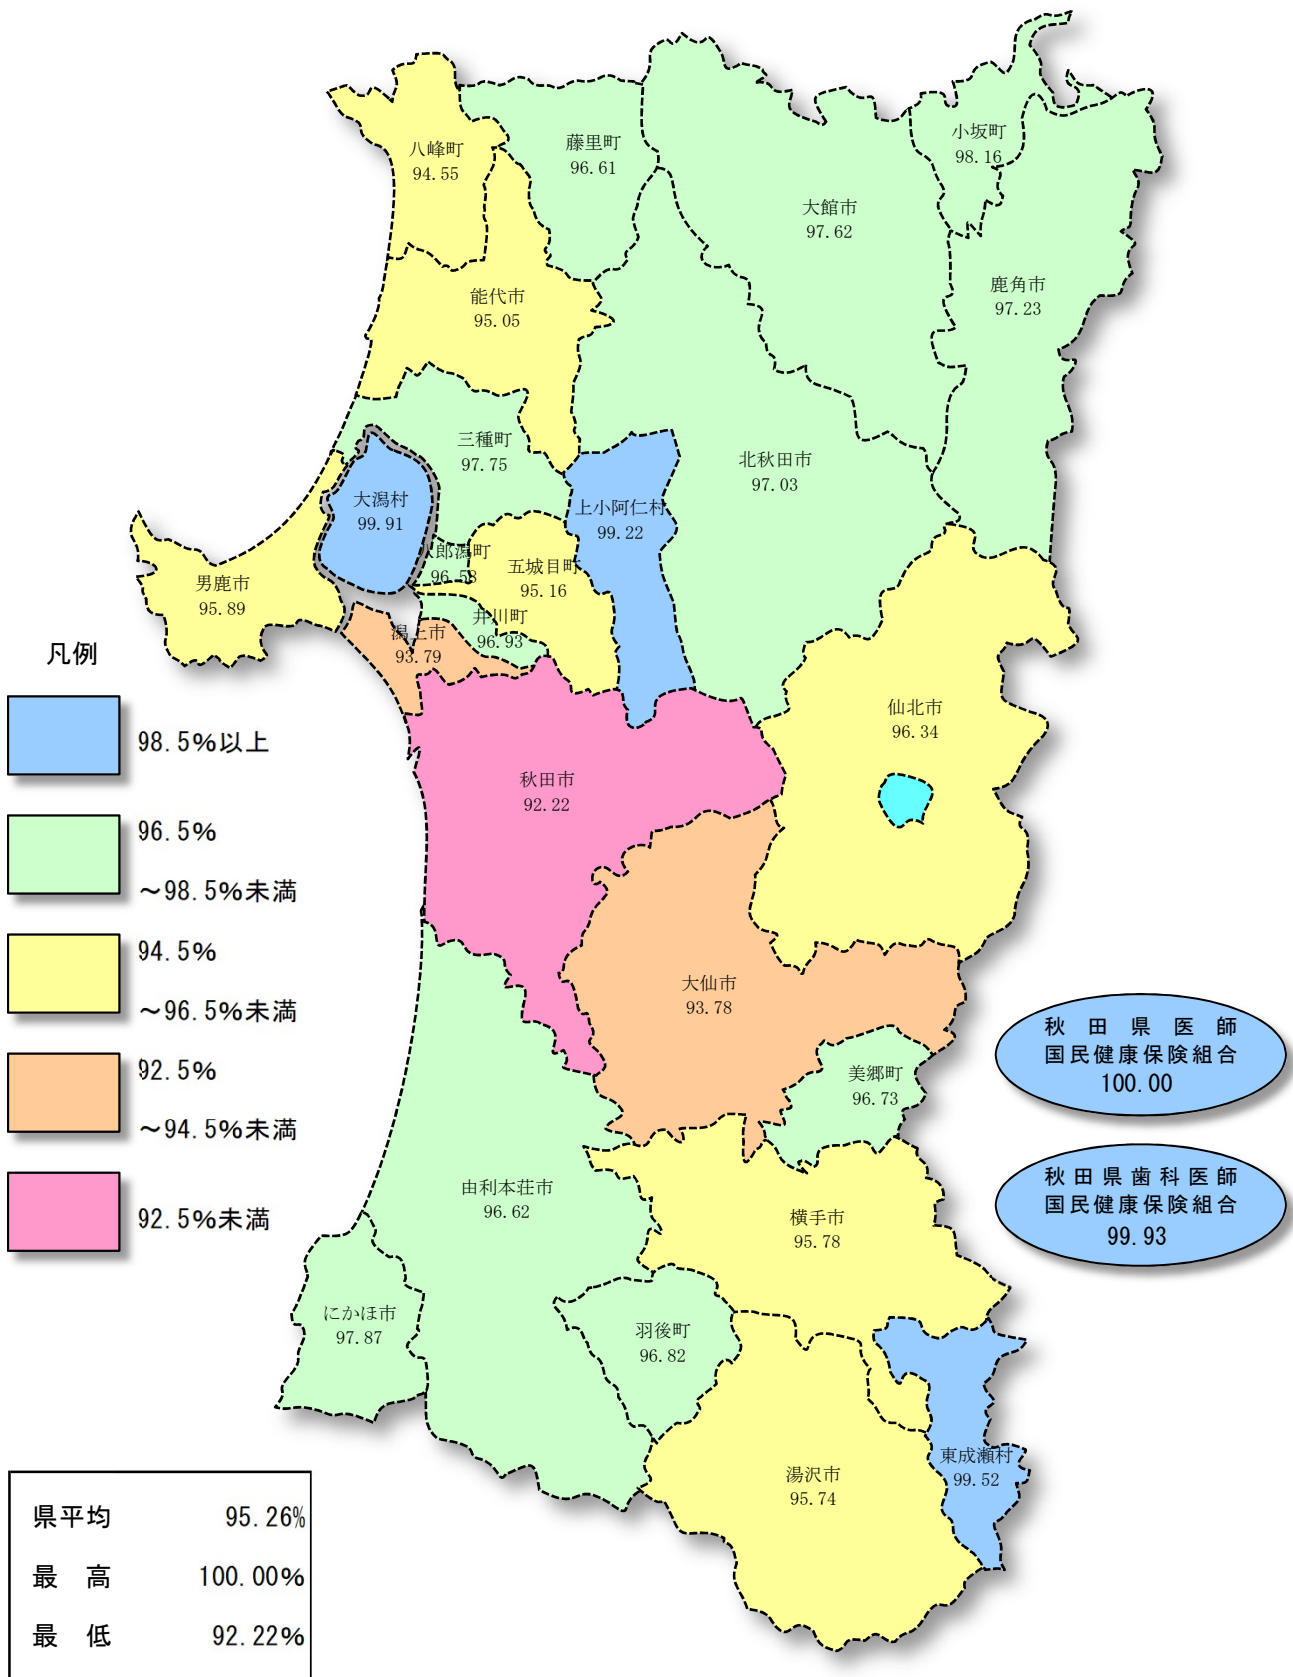 八峰町
94.55
藤里町
96.61
小坂町
98.16
大館市
97.62
鹿角市
97.23
能代市
95.05
三種町
97.75
北秋田市
97.03
大潟村
99.91
上小阿仁村
99.22
郎潟町
96.58
五城目町
95.16
男鹿市
95.89
井川町
96.93
潟上市
93.79
仙北市
96.34
秋田市
92.22
大仙市
93.78
美郷町
96.73
由利本荘市
96.62
横手市
95.78
にかほ市
97.87
羽後町
96.82
湯沢市
95.74
東成瀬村
99.52
凡例
98.5%以上
96.5%
～98.5%未満
94.5%
～96.5%未満
92.5%
～94.5%未満
92.5%未満
秋田県医師
国民健康保険組合
100.00
秋田県歯科医師
国民健康保険組合
99.93
県平均 95.26%
最高 100.00%
最低 92.22%